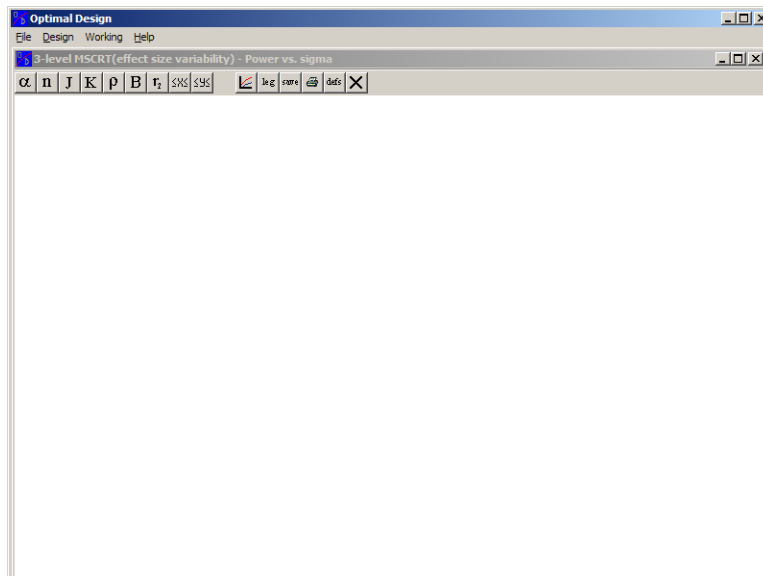 Optimal Design
File Design Working Help
3-level MSCRT(effect size variability) - Power vs. sigma
α n J K ρ B r₂ ≤X≤ ≤y≤ leg save defs X